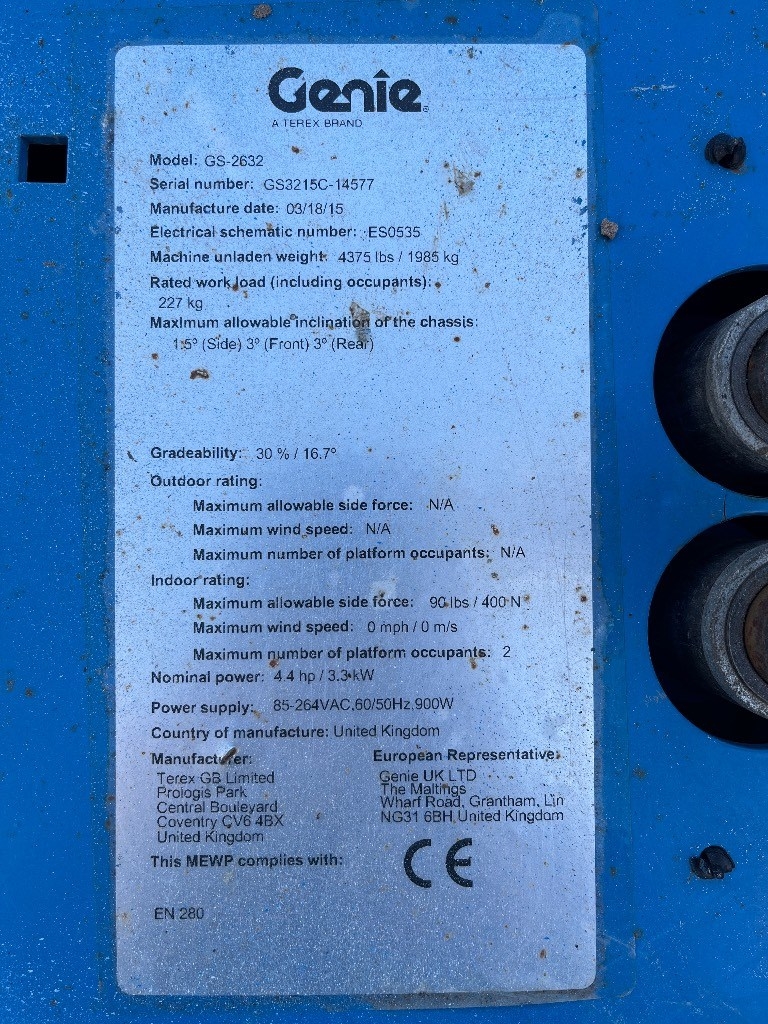 Genie
A TEREX BRAND
Model: GS-2632
Serial number: GS3215C-14577
Manufacture date: 03/18/15
Electrical schematic number: ES0535
Machine unladen weight: 4375 lbs / 1985 kg
Rated work load (including occupants):
227 kg
Maximum allowable inclination of the chassis:
1.5º (Side) 3º (Front) 3º (Rear)
Gradeability: 30 % / 16.7º
Outdoor rating:
Maximum allowable side force: N/A
Maximum wind speed: N/A
Maximum number of platform occupants: N/A
Indoor rating:
Maximum allowable side force: 90 lbs / 400 N
Maximum wind speed: 0 mph / 0 m/s
Maximum number of platform occupants: 2
Nominal power: 4.4 hp / 3.3 kW
Power supply: 85-264VAC,60/50Hz,900W
Country of manufacture: United Kingdom
Manufacturer: European Representative:
Terex GB Limited Genie UK LTD
Prologis Park The Maltings
Central Bouleyard Wharf Road, Grantham, Lin
Coventry CV6 4BX NG31 6BH,United Kingdom
United Kingdom
This MEWP complies with: CE
EN 280